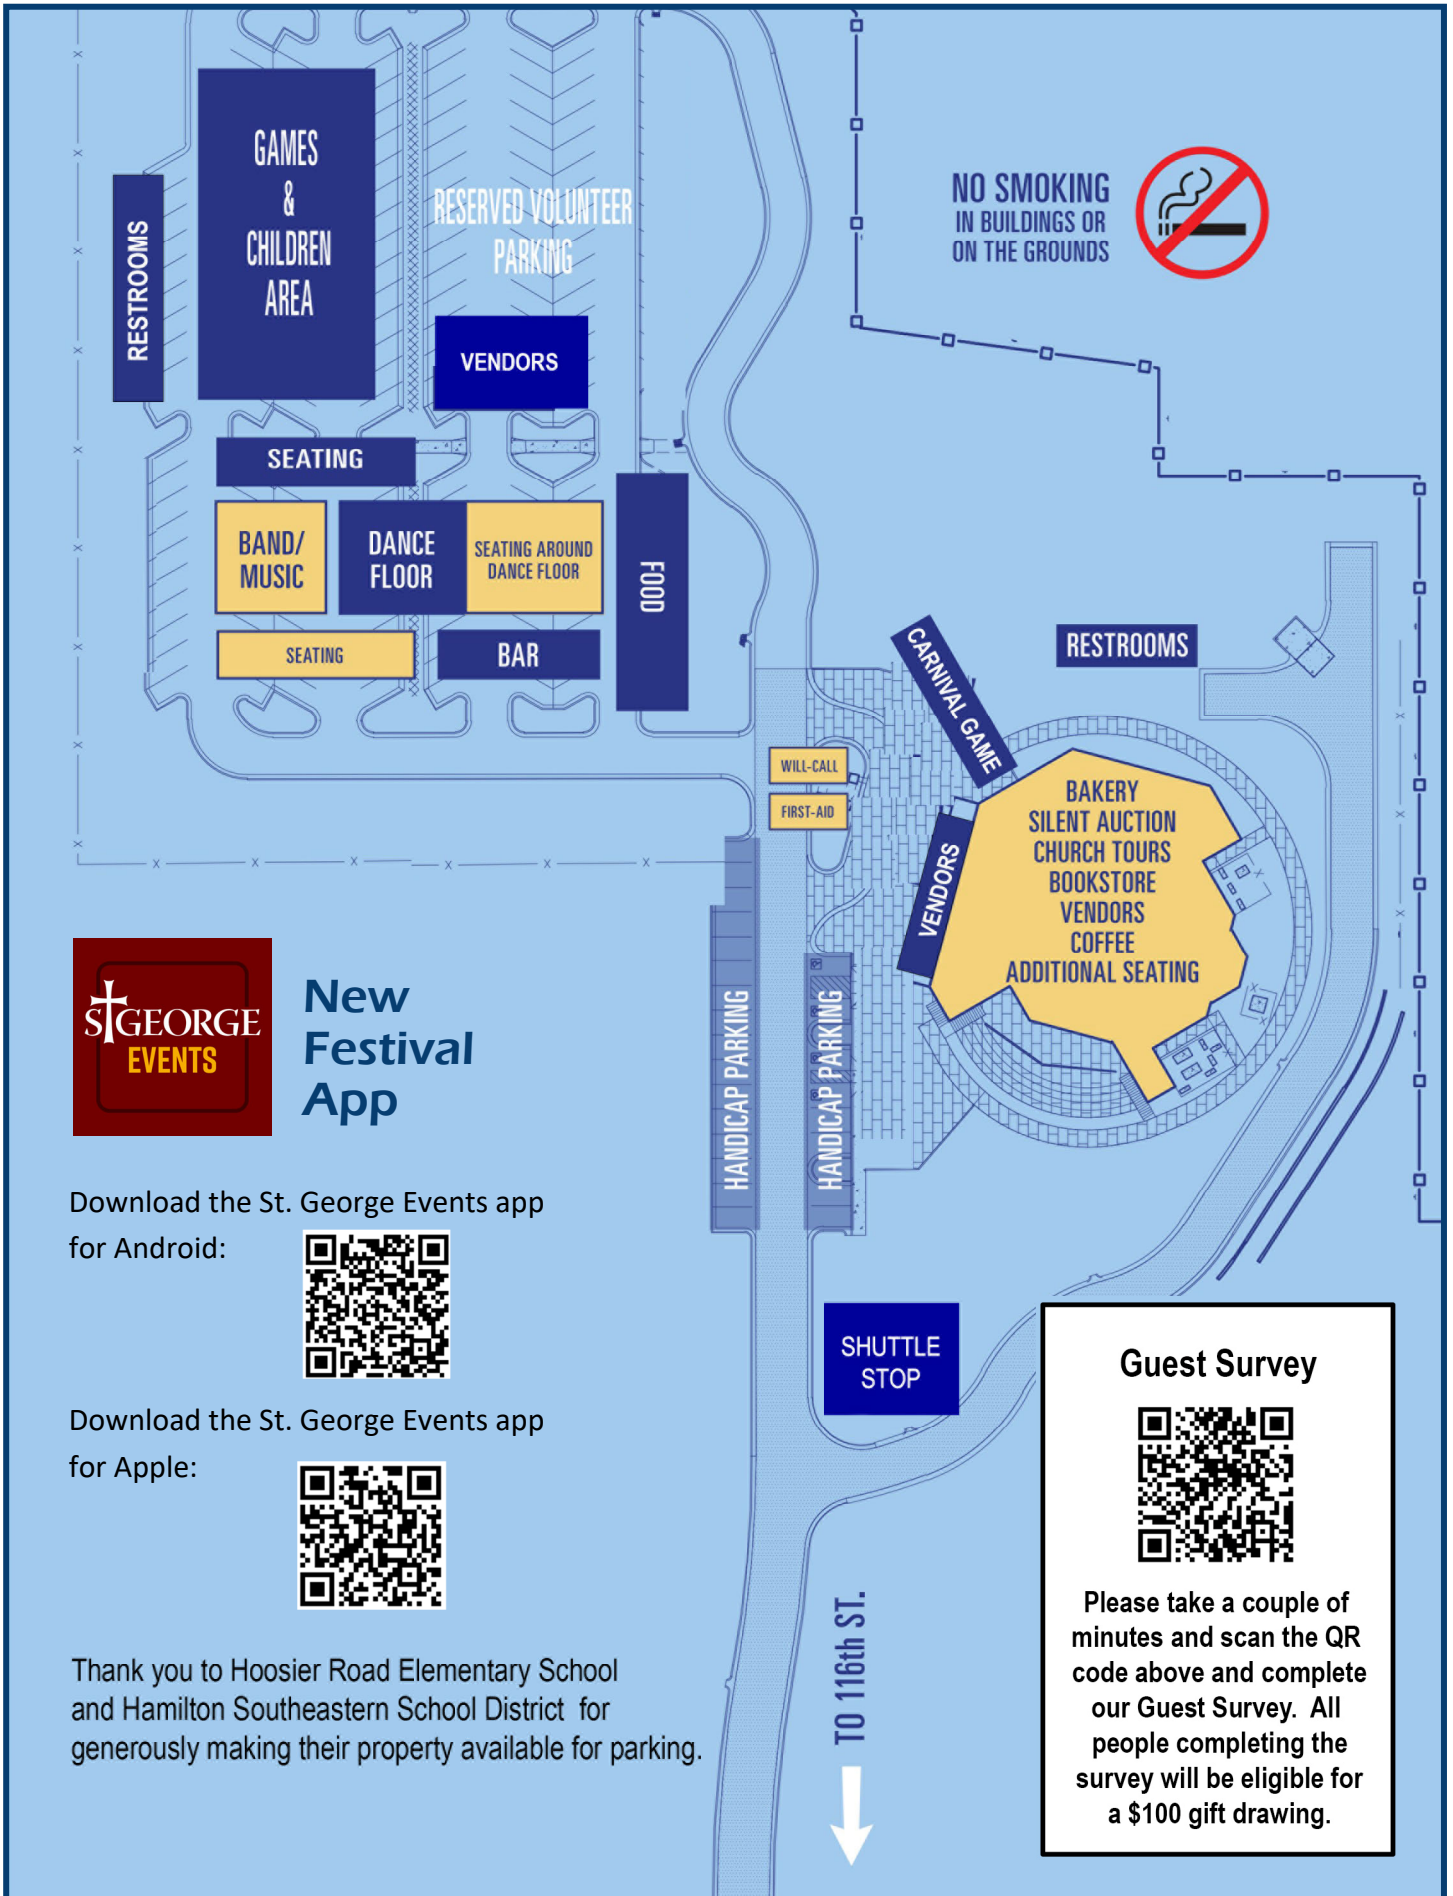 GAMES
&
CHILDREN
AREA
RESTROOMS
RESERVED VOLUNTEER
PARKING
VENDORS
NO SMOKING
IN BUILDINGS OR
ON THE GROUNDS
SEATING
BAND/
MUSIC
DANCE
FLOOR
SEATING AROUND
DANCE FLOOR
FOOD
SEATING
BAR
CARNIVAL GAME
RESTROOMS
WILL-CALL
FIRST-AID
VENDORS
BAKERY
SILENT AUCTION
CHURCH TOURS
BOOKSTORE
VENDORS
COFFEE
ADDITIONAL SEATING
HANDICAP PARKING
HANDICAP PARKING
ST GEORGE
EVENTS
New
Festival
App
Download the St. George Events app
for Android:
Download the St. George Events app
for Apple:
Thank you to Hoosier Road Elementary School
and Hamilton Southeastern School District for
generously making their property available for parking.
SHUTTLE
STOP
TO 116th ST.
Guest Survey
Please take a couple of
minutes and scan the QR
code above and complete
our Guest Survey. All
people completing the
survey will be eligible for
a $100 gift drawing.